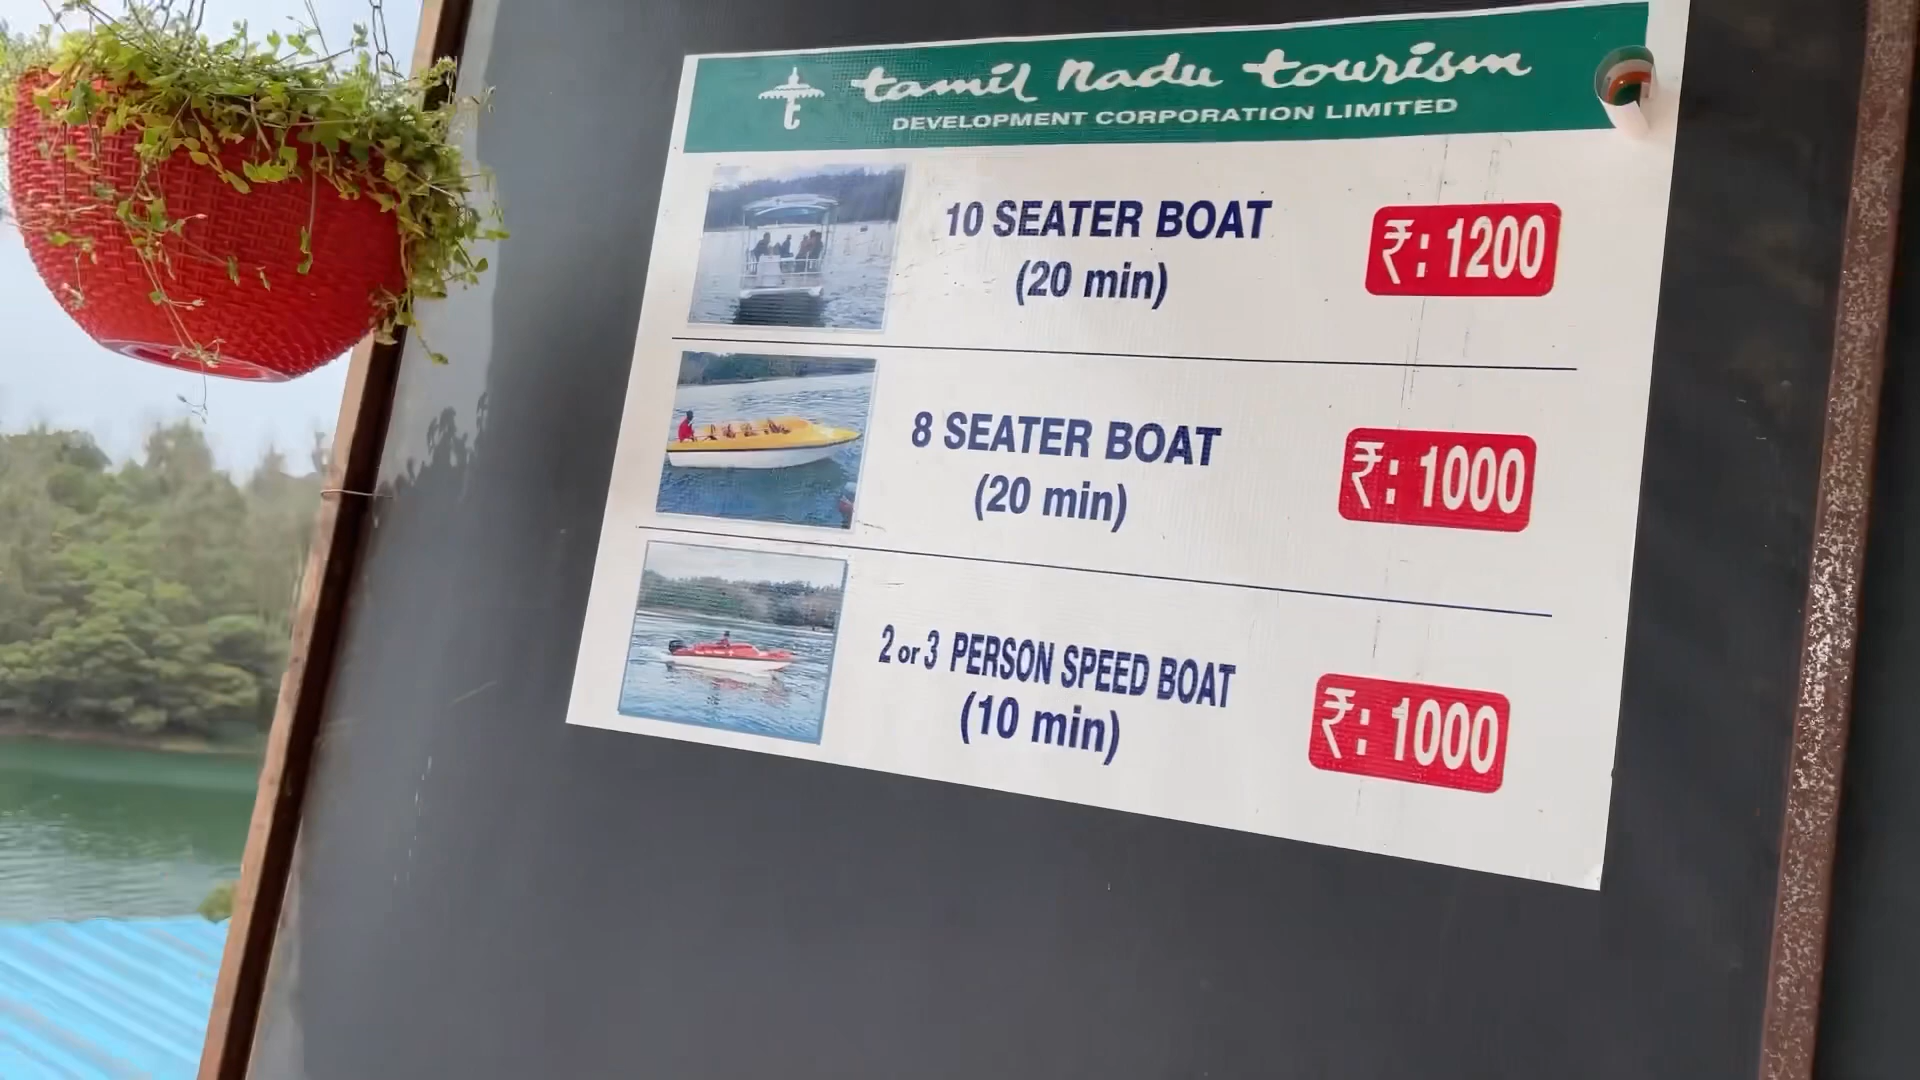 tamil nadu tourism
DEVELOPMENT CORPORATION LIMITED
10 SEATER BOAT
(20 min)
₹: 1200
8 SEATER BOAT
(20 min)
₹: 1000
2 or 3 PERSON SPEED BOAT
(10 min)
₹: 1000